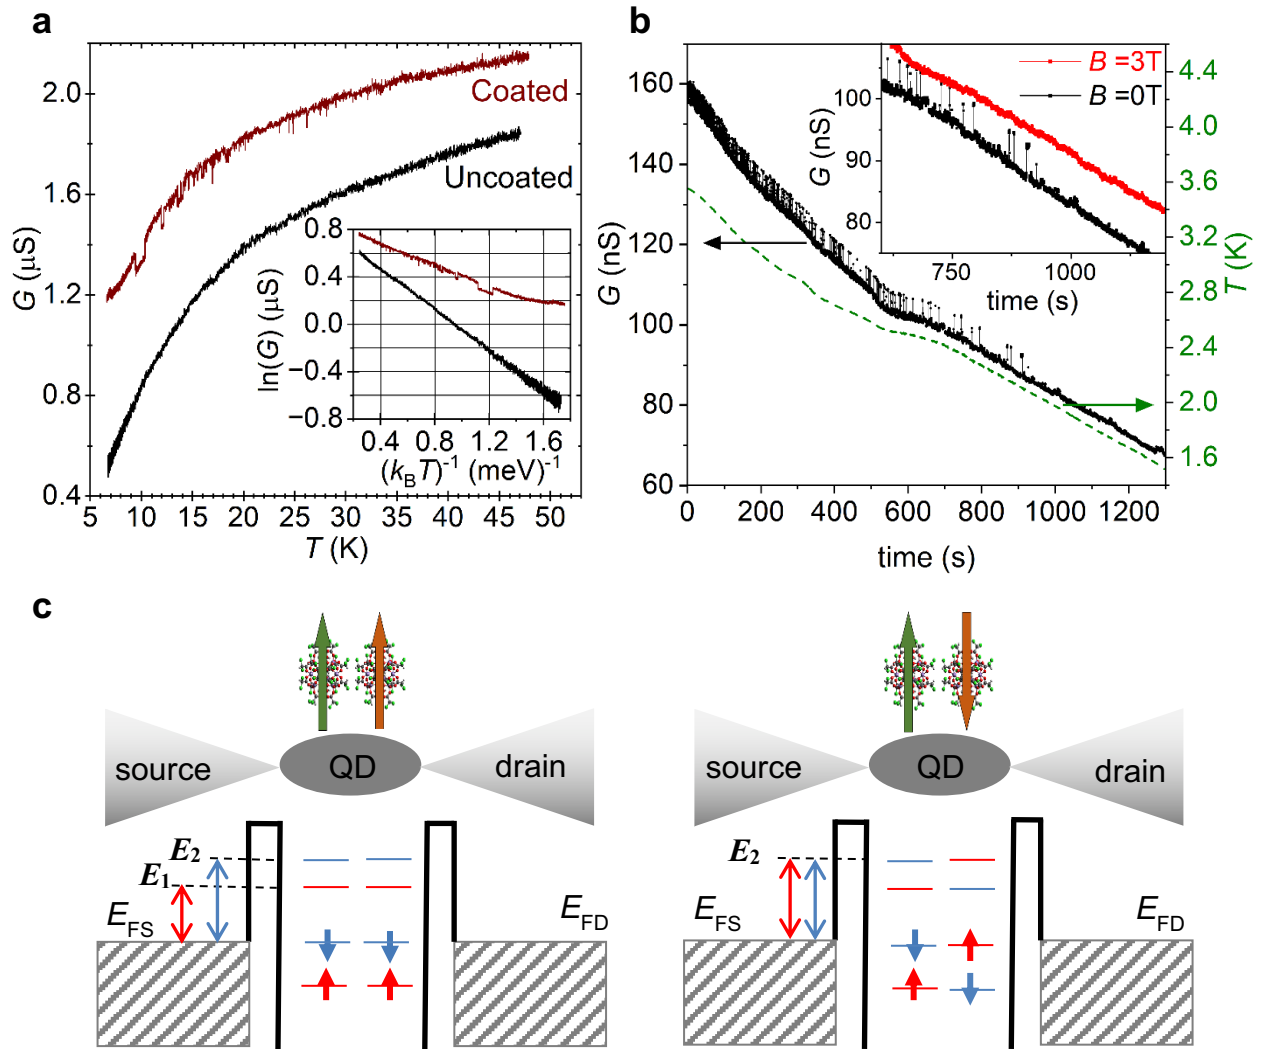 a
G (μS)
2.0
1.6
1.2
0.8
0.4
5 10 15 20 25 30 35 40 45 50
T (K)
Coated
Uncoated
ln(G) (μS)
0.8
0.4
0.0
−0.4
−0.8
0.4 0.8 1.2 1.6
(k_BT)⁻¹ (meV)⁻¹
b
G (nS)
160
140
120
100
80
60
0 200 400 600 800 1000 1200
time (s)
T (K)
4.4
4.0
3.6
3.2
2.8
2.4
2.0
1.6
B =3T
B =0T
G (nS)
100
90
80
750 1000
time (s)
c
source QD drain
E₂
E₁
E_FS E_FD
source QD drain
E₂
E_FS E_FD